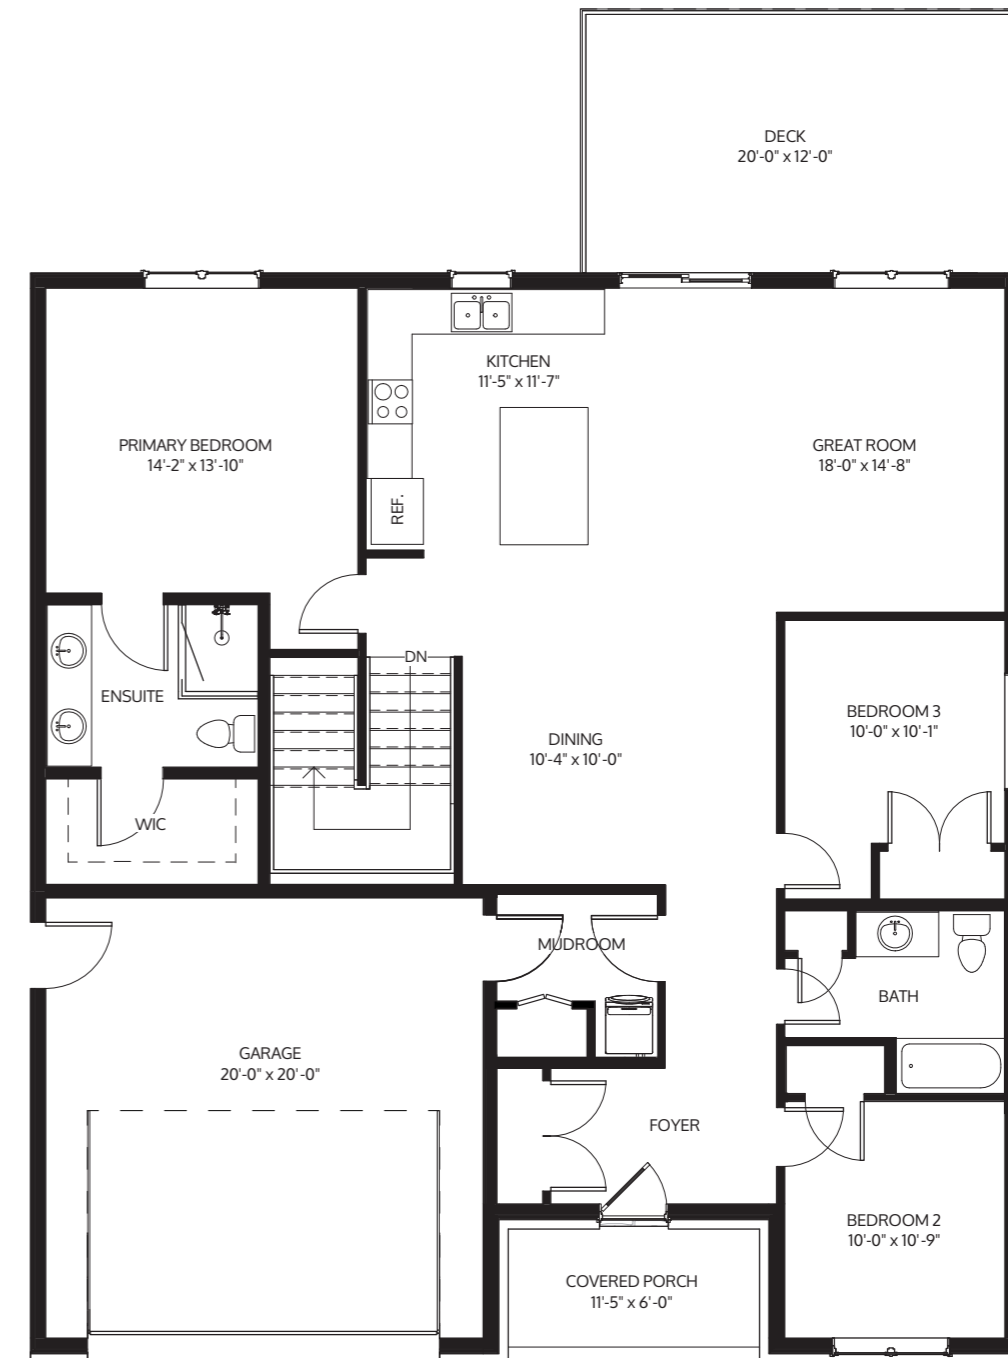 DECK
20'-0" x 12'-0"
KITCHEN
11'-5" x 11'-7"
PRIMARY BEDROOM
14'-2" x 13'-10"
GREAT ROOM
18'-0" x 14'-8"
REF.
DN
ENSUITE
BEDROOM 3
10'-0" x 10'-1"
DINING
10'-4" x 10'-0"
WIC
MUDROOM
BATH
GARAGE
20'-0" x 20'-0"
FOYER
BEDROOM 2
10'-0" x 10'-9"
COVERED PORCH
11'-5" x 6'-0"